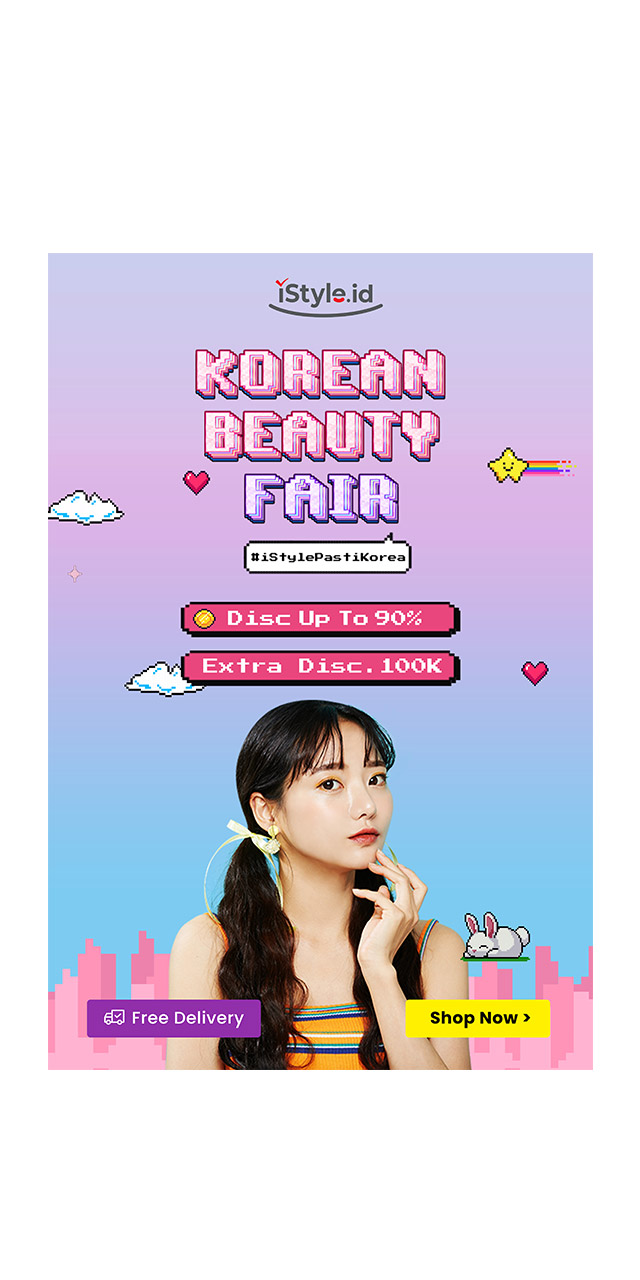 iStyle.id
KOREAN
BEAUTY
FAIR
#iStylePastiKorea
Disc Up To 90%
Extra Disc. 100K
Free Delivery
Shop Now >